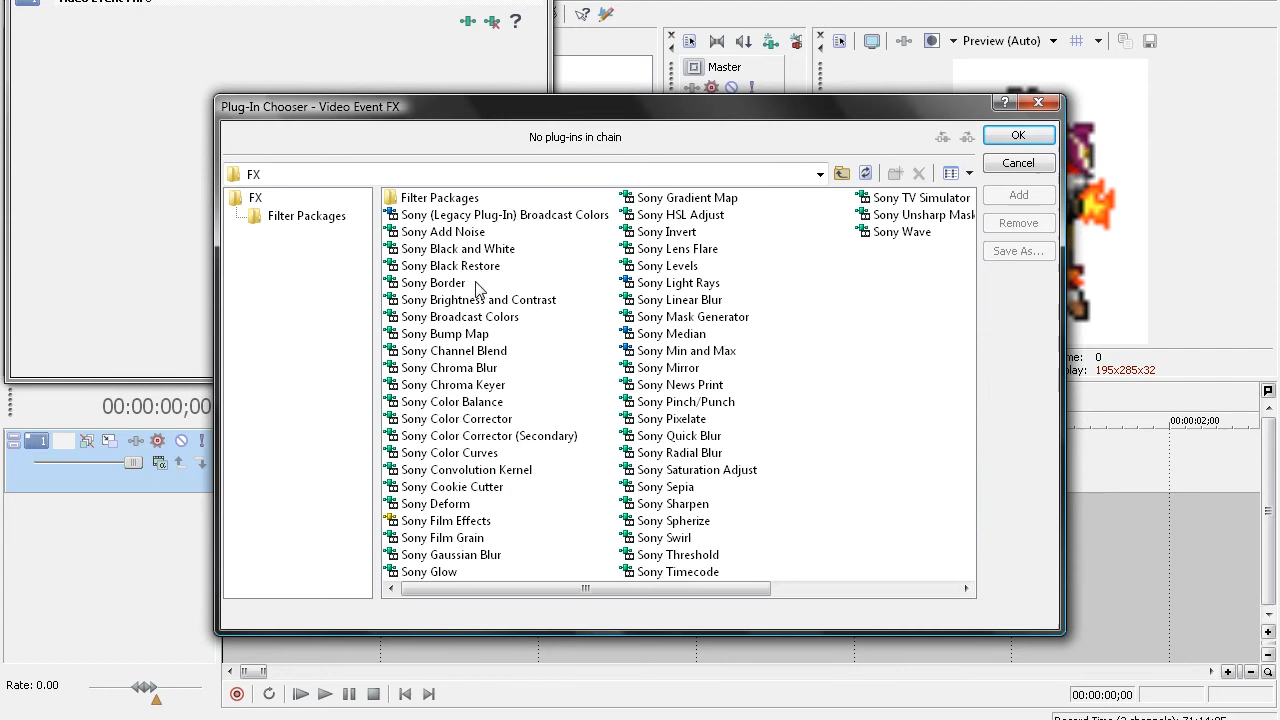 ?
Master
Preview (Auto)
Plug-In Chooser - Video Event FX
?
No plug-ins in chain
OK
FX
Cancel
FX
Filter Packages
Add
Remove
Save As...
Filter Packages
Sony (Legacy Plug-In) Broadcast Colors
Sony Add Noise
Sony Black and White
Sony Black Restore
Sony Border
Sony Brightness and Contrast
Sony Broadcast Colors
Sony Bump Map
Sony Channel Blend
Sony Chroma Blur
Sony Chroma Keyer
Sony Color Balance
Sony Color Corrector
Sony Color Corrector (Secondary)
Sony Color Curves
Sony Convolution Kernel
Sony Cookie Cutter
Sony Deform
Sony Film Effects
Sony Film Grain
Sony Gaussian Blur
Sony Glow
Sony Gradient Map
Sony HSL Adjust
Sony Invert
Sony Lens Flare
Sony Levels
Sony Light Rays
Sony Linear Blur
Sony Mask Generator
Sony Median
Sony Min and Max
Sony Mirror
Sony News Print
Sony Pinch/Punch
Sony Pixelate
Sony Quick Blur
Sony Radial Blur
Sony Saturation Adjust
Sony Sepia
Sony Sharpen
Sony Spherize
Sony Swirl
Sony Threshold
Sony Timecode
Sony TV Simulator
Sony Unsharp Mask
Sony Wave
me: 0
play: 195x285x32
00:00:00;00
00:00:02;00
1
Rate: 0.00
00:00:00;00